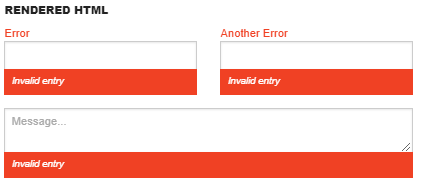 RENDERED HTML
Error Another Error
Invalid entry Invalid entry
Message...
Invalid entry